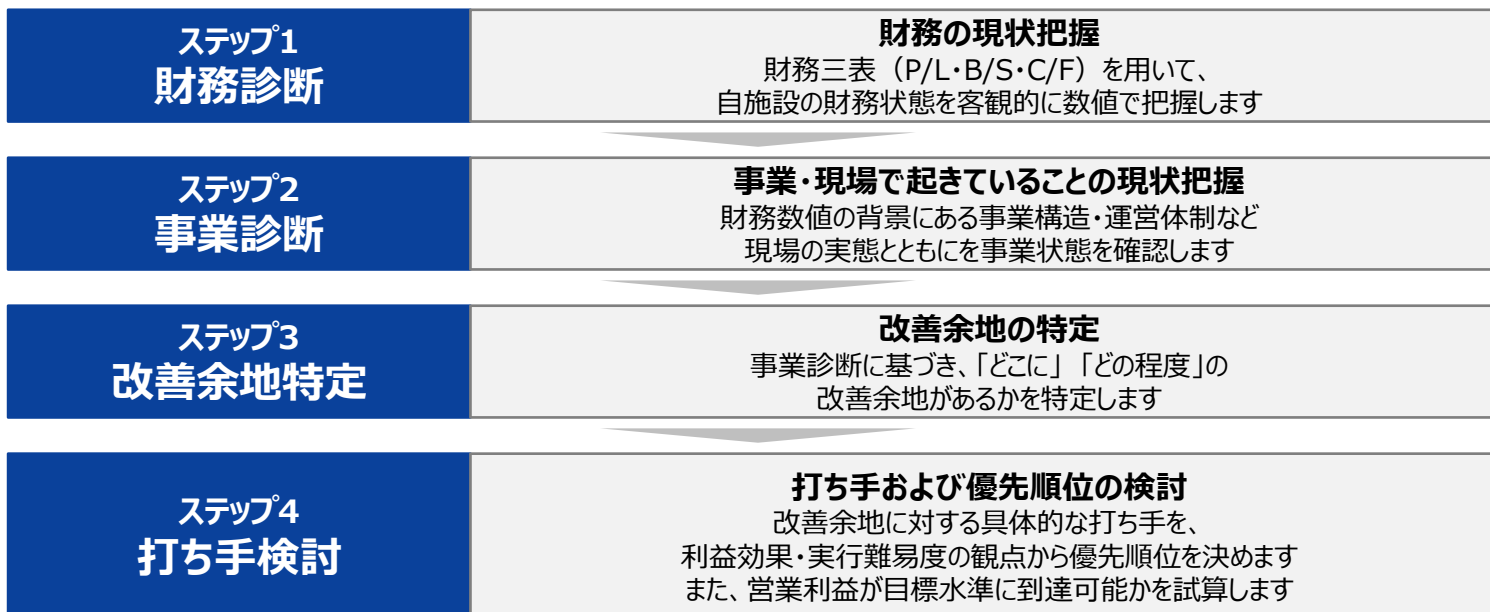 ステップ1
財務診断
財務の現状把握
財務三表（P/L･B/S･C/F）を用いて、
自施設の財務状態を客観的に数値で把握します
ステップ2
事業診断
事業･現場で起きていることの現状把握
財務数値の背景にある事業構造･運営体制など
現場の実態とともにを事業状態を確認します
ステップ3
改善余地特定
改善余地の特定
事業診断に基づき、「どこに」「どの程度」の
改善余地があるかを特定します
ステップ4
打ち手検討
打ち手および優先順位の検討
改善余地に対する具体的な打ち手を、
利益効果･実行難易度の観点から優先順位を決めます
また、営業利益が目標水準に到達可能かを試算します